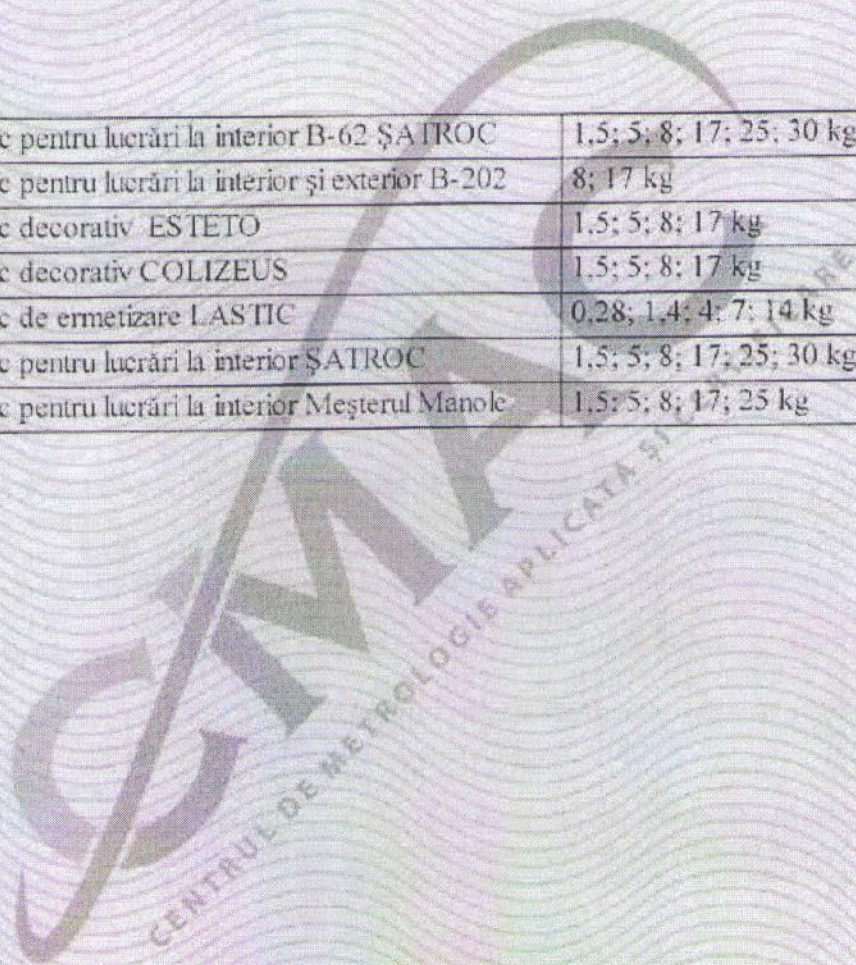 c pentru lucrări la interior B-62 ŞATROC 1,5; 5; 8; 17; 25; 30 kg
c pentru lucrări la interior şi exterior B-202 8; 17 kg
c decorativ ESTETO 1,5; 5; 8; 17 kg
c decorativ COLIZEUS 1,5; 5; 8; 17 kg
c de ermetizare LASTIC 0,28; 1,4; 4; 7; 14 kg
c pentru lucrări la interior ŞATROC 1,5; 5; 8; 17; 25; 30 kg
c pentru lucrări la interior Meşterul Manole 1,5; 5; 8; 17; 25 kg
CMAC
CENTRUL DE METROLOGIE APLICATĂ ŞI